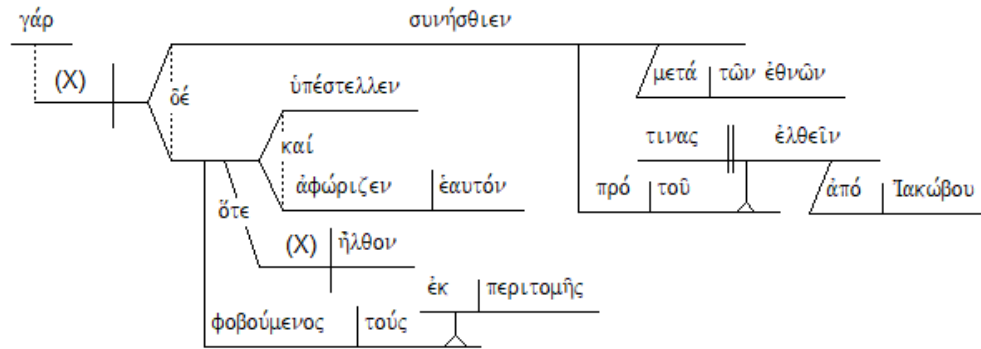 γάρ συνήσθιεν
(X) δέ μετά τῶν ἐθνῶν
ὑπέστελλεν
καί τινας ἐλθεῖν
ἀφώριζεν ἑαυτόν πρό τοῦ ἀπό Ἰακώβου
ὅτε
(X) ἦλθον
ἐκ περιτομῆς
φοβούμενος τούς